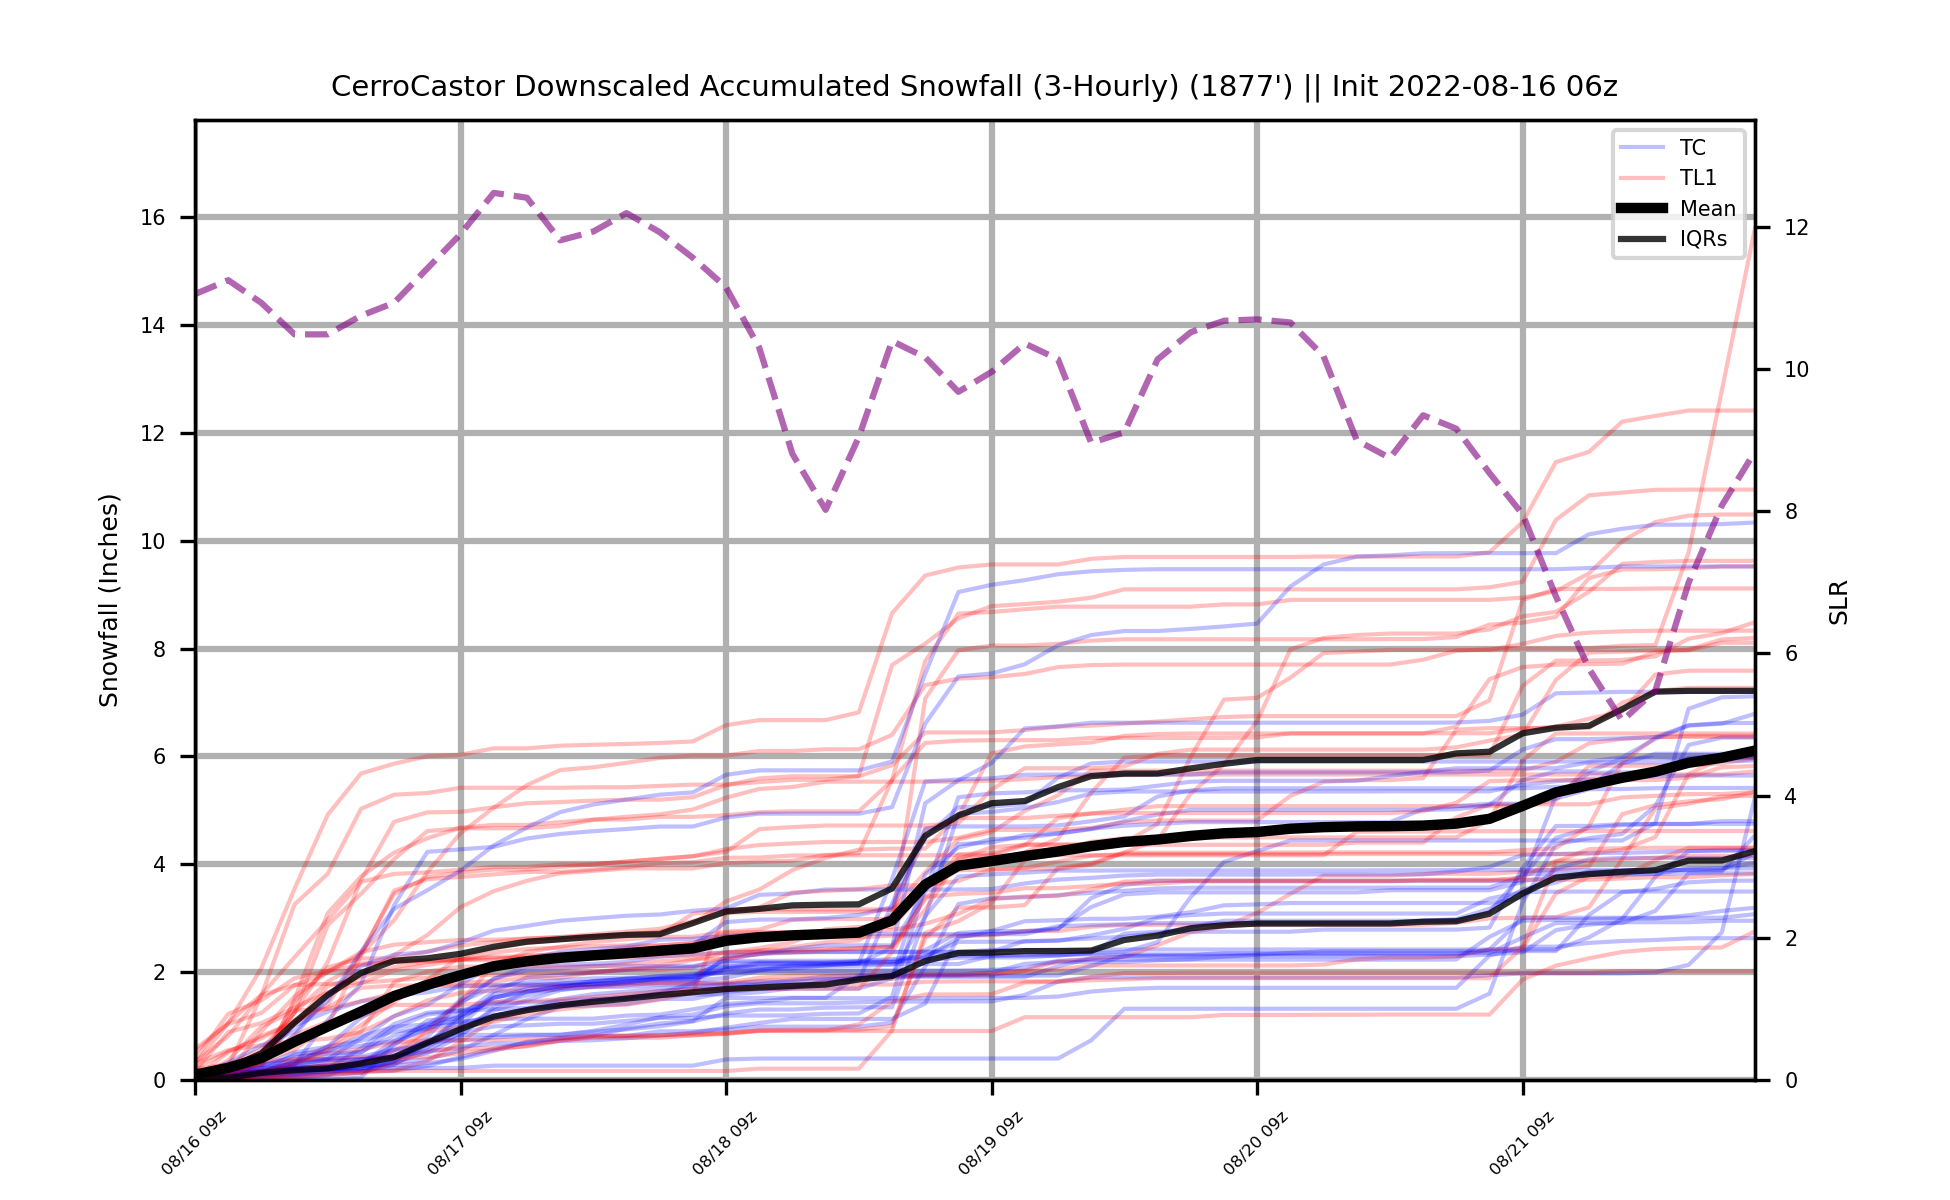 CerroCastor Downscaled Accumulated Snowfall (3-Hourly) (1877') || Init 2022-08-16 06z
TC
TL1
Mean
IQRs
Snowfall (Inches)
16
14
12
10
8
6
4
2
0
12
10
8
6
4
2
0
SLR
08/16 09z
08/17 09z
08/18 09z
08/19 09z
08/20 09z
08/21 09z